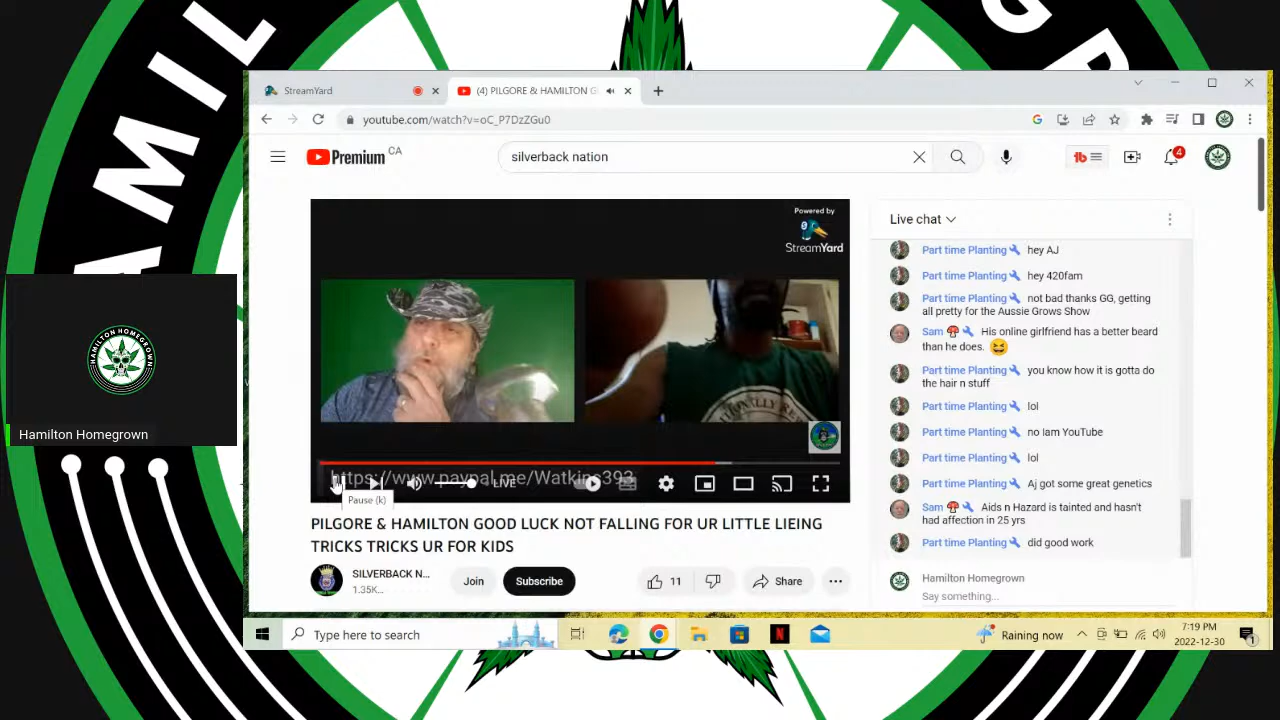 AMIL
GR
StreamYard
(4) PILGORE & HAMILTON G
youtube.com/watch?v=oC_P7DzZGu0
Premium CA
silverback nation
4
Powered by
StreamYard
https://www.paypal.me/Watkins393
LIVE
Pause (k)
PILGORE & HAMILTON GOOD LUCK NOT FALLING FOR UR LITTLE LIEING
TRICKS TRICKS UR FOR KIDS
SILVERBACK N...
1.35K...
Join
Subscribe
11
Share
Live chat
Part time Planting hey AJ
Part time Planting hey 420fam
Part time Planting not bad thanks GG, getting
all pretty for the Aussie Grows Show
Sam His online girlfriend has a better beard
than he does.
Part time Planting you know how it is gotta do
the hair n stuff
Part time Planting lol
Part time Planting no Iam YouTube
Part time Planting lol
Part time Planting Aj got some great genetics
Sam Aids n Hazard is tainted and hasn't
had affection in 25 yrs
Part time Planting did good work
Hamilton Homegrown
Say something...
HAMILTON HOMEGROWN
Hamilton Homegrown
Type here to search
Raining now
7:19 PM
2022-12-30
1